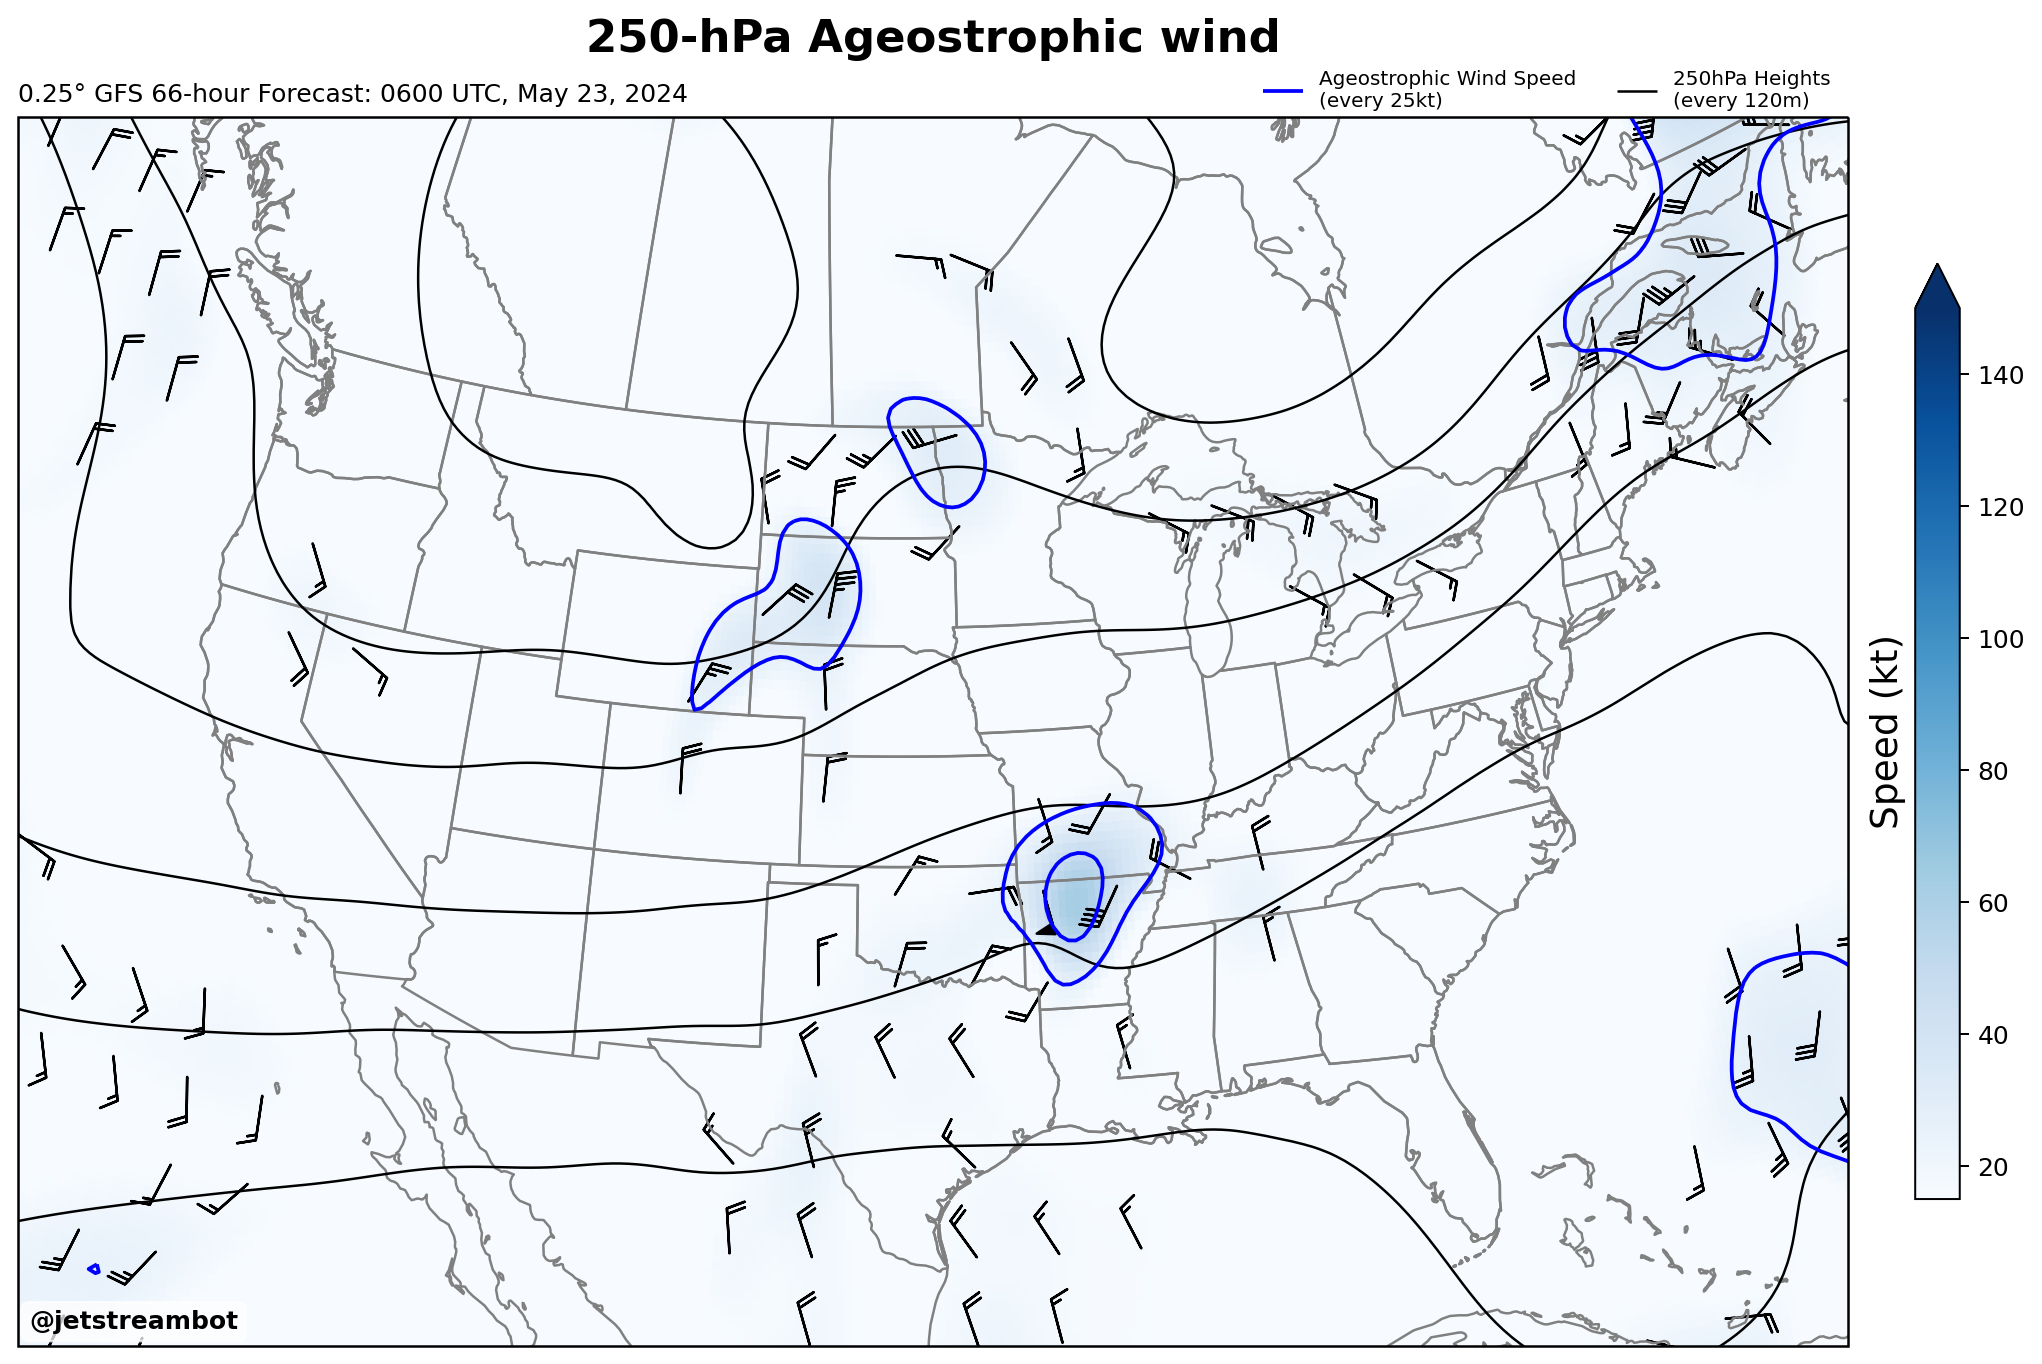 250-hPa Ageostrophic wind
0.25° GFS 66-hour Forecast: 0600 UTC, May 23, 2024
Ageostrophic Wind Speed
(every 25kt)
250hPa Heights
(every 120m)
140
120
100
80
60
40
20
Speed (kt)
@jetstreambot